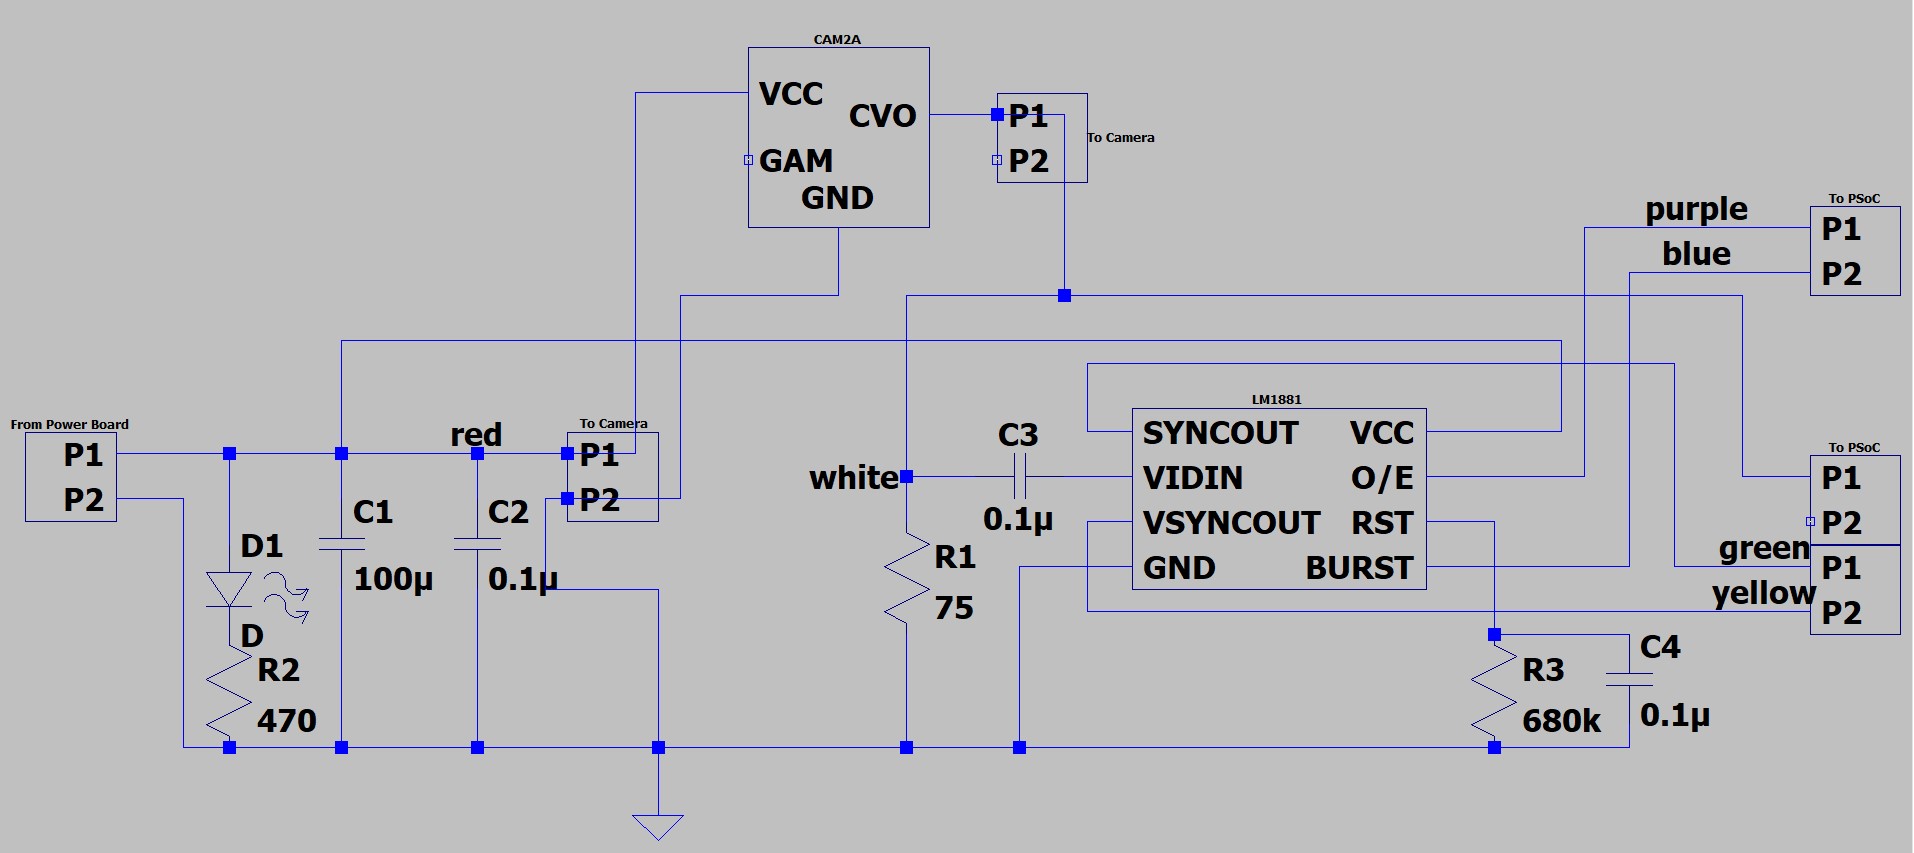 CAM2A
VCC
CVO
GAM
GND
P1
P2
To Camera
To PSoC
purple
P1
blue
P2
From Power Board
P1
P2
red
To Camera
P1
P2
C1
100µ
C2
0.1µ
D1
D
R2
470
white
C3
0.1µ
R1
75
LM1881
SYNCOUT VCC
VIDIN O/E
VSYNCOUT RST
GND BURST
To PSoC
P1
P2
green
P1
yellow
P2
R3
680k
C4
0.1µ